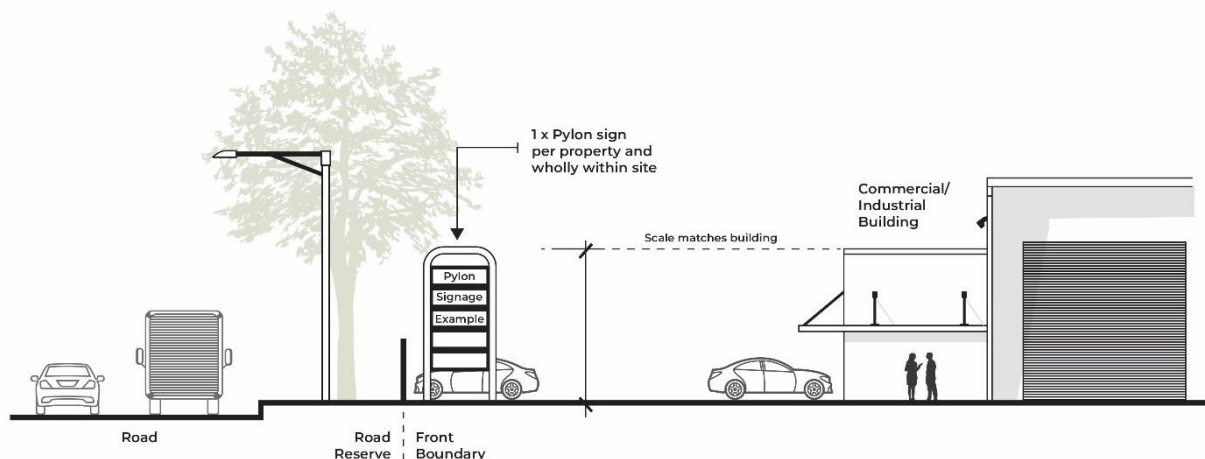 1 x Pylon sign
per property and
wholly within site
Commercial/
Industrial
Building
Scale matches building
Pylon
Signage
Example
Road
Road
Reserve
Front
Boundary